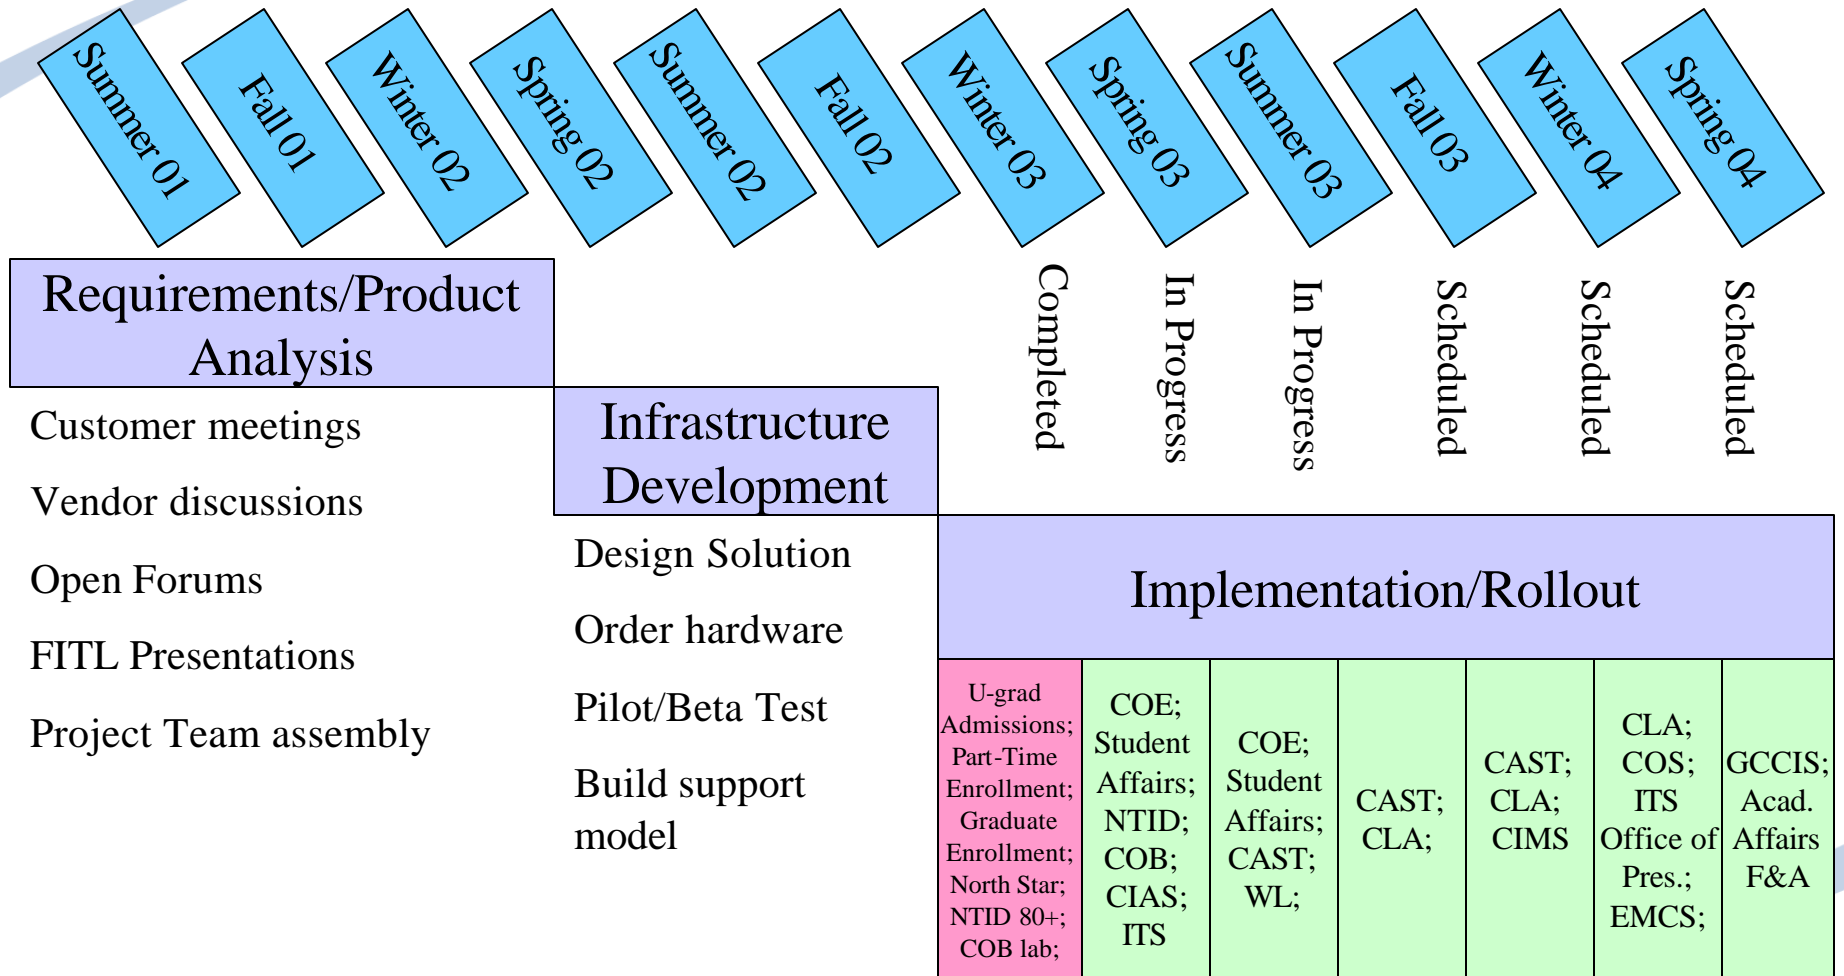 Summer 01
Fall 01
Winter 02
Spring 02
Summer 02
Fall 02
Winter 03
Spring 03
Summer 03
Fall 03
Winter 04
Spring 04
Requirements/Product
Analysis
Customer meetings
Vendor discussions
Open Forums
FITL Presentations
Project Team assembly
Infrastructure
Development
Design Solution
Order hardware
Pilot/Beta Test
Build support
model
Completed
In Progress
In Progress
Scheduled
Scheduled
Scheduled
Implementation/Rollout
U-grad
Admissions;
Part-Time
Enrollment;
Graduate
Enrollment;
North Star;
NTID 80+;
COB lab;
COE;
Student
Affairs;
NTID;
COB;
CIAS;
ITS
COE;
Student
Affairs;
CAST;
WL;
CAST;
CLA;
CAST;
CLA;
CIMS
CLA;
COS;
ITS
Office of
Pres.;
EMCS;
GCCIS;
Acad.
Affairs
F&A